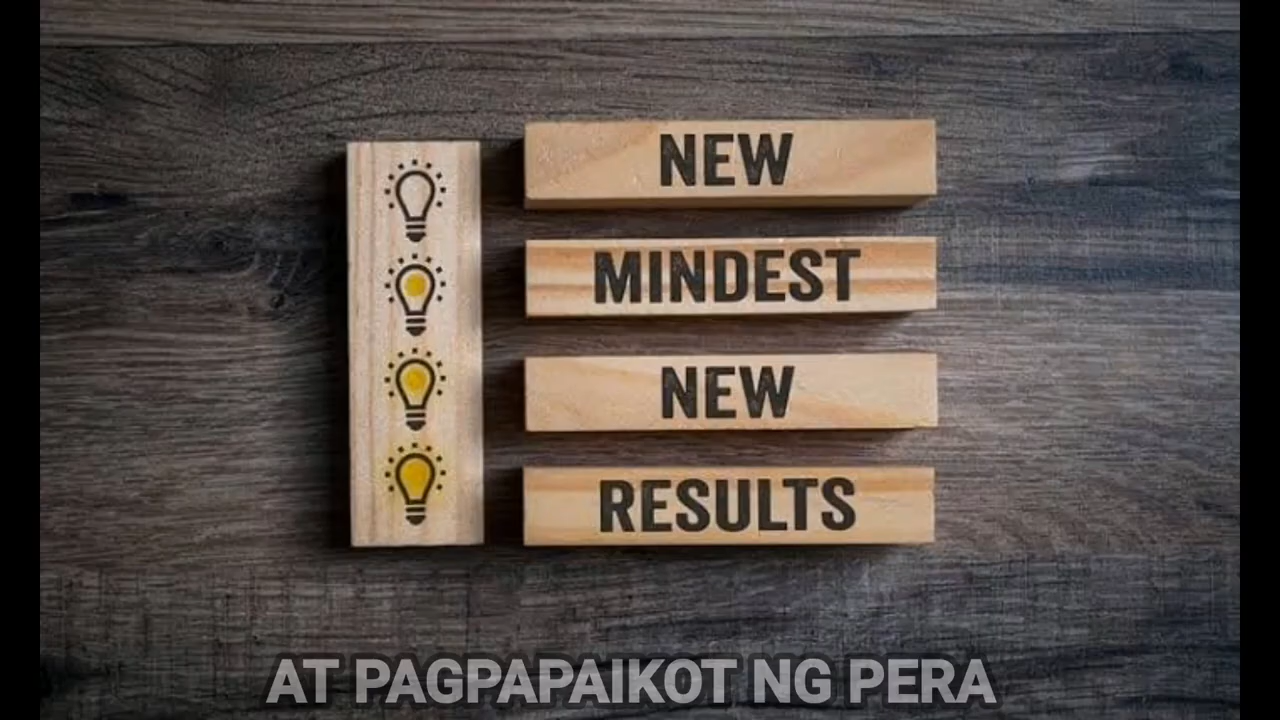 NEW
MINDEST
NEW
RESULTS
AT PAGPAPAIKOT NG PERA